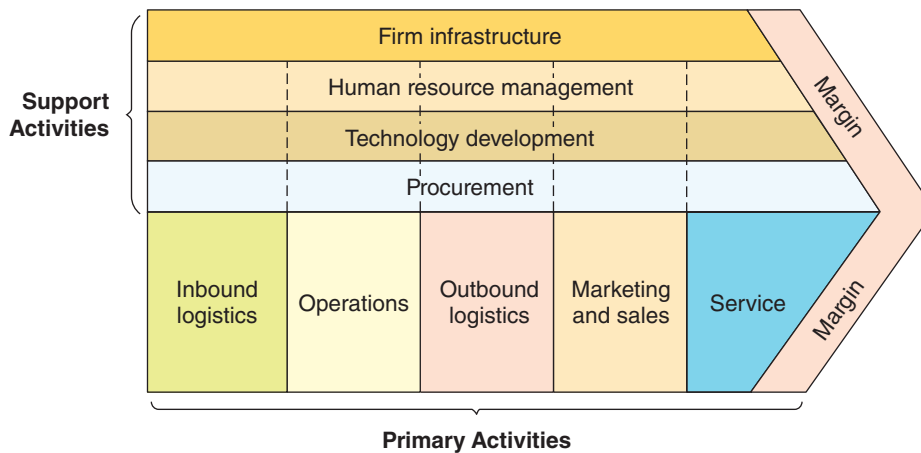 Firm infrastructure
Human resource management
Technology development
Procurement
Support
Activities
Margin
Inbound
logistics
Operations
Outbound
logistics
Marketing
and sales
Service
Margin
Primary Activities